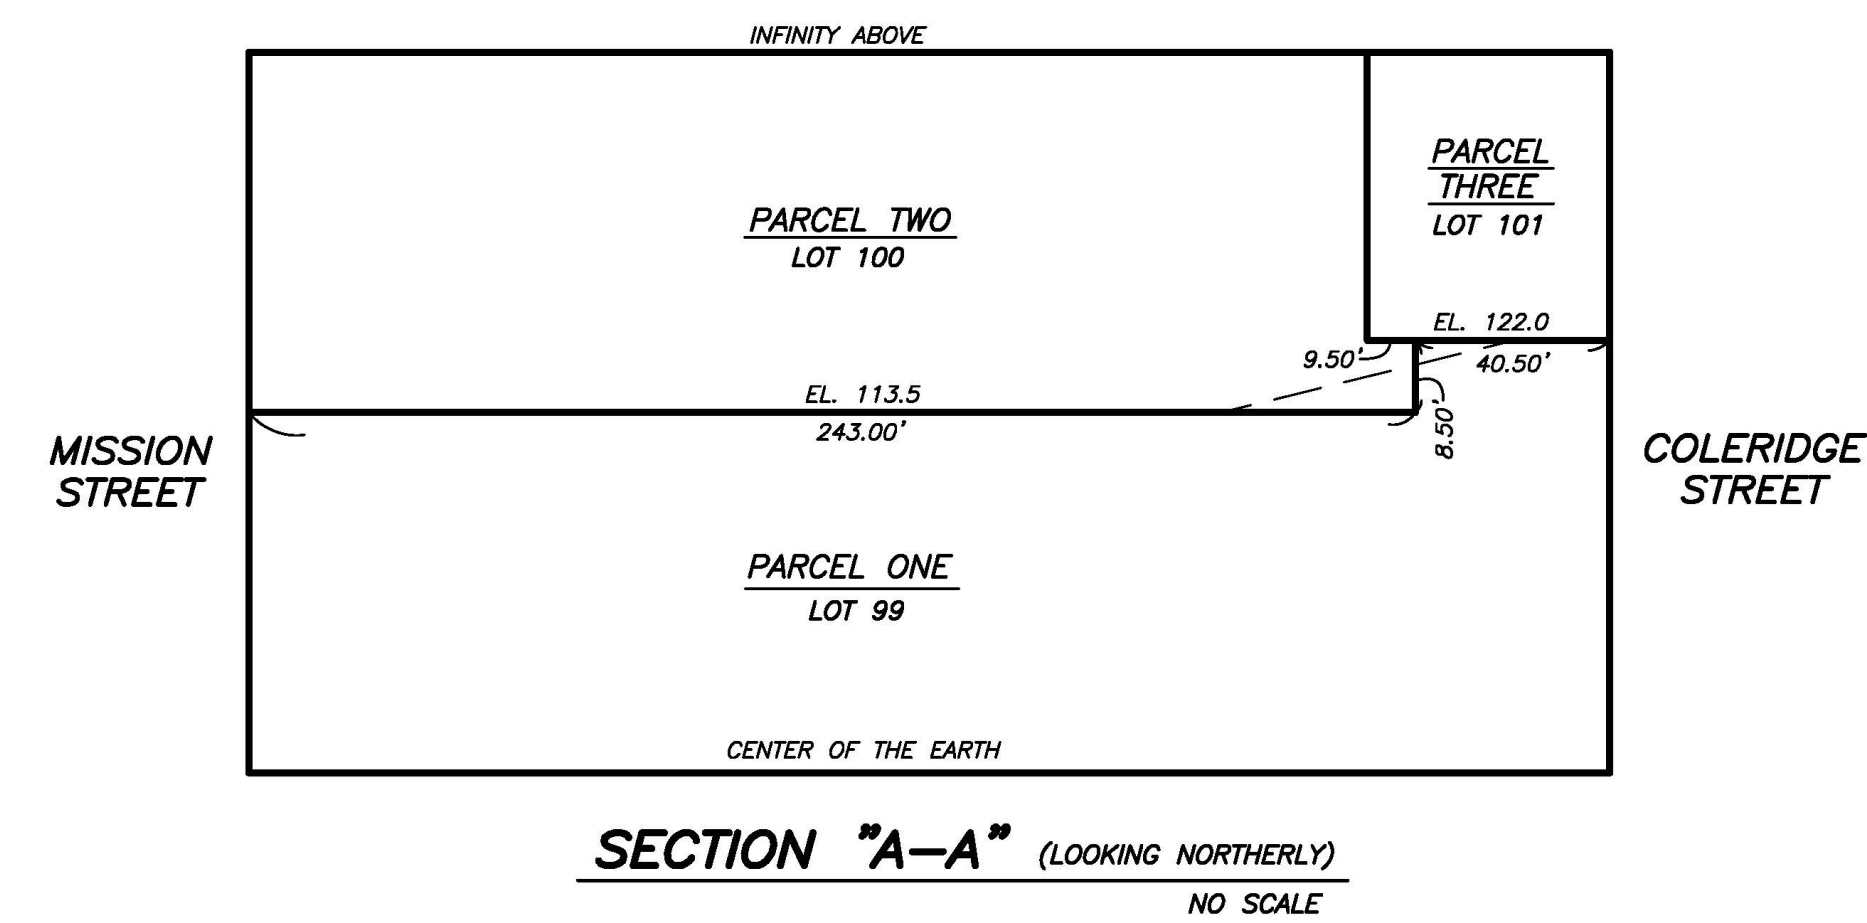 INFINITY ABOVE
PARCEL
THREE
LOT 101
PARCEL TWO
LOT 100
EL. 122.0
9.50'
40.50'
EL. 113.5
243.00'
8.50'
MISSION
STREET
COLERIDGE
STREET
PARCEL ONE
LOT 99
CENTER OF THE EARTH
SECTION "A-A" (LOOKING NORTHERLY)
NO SCALE